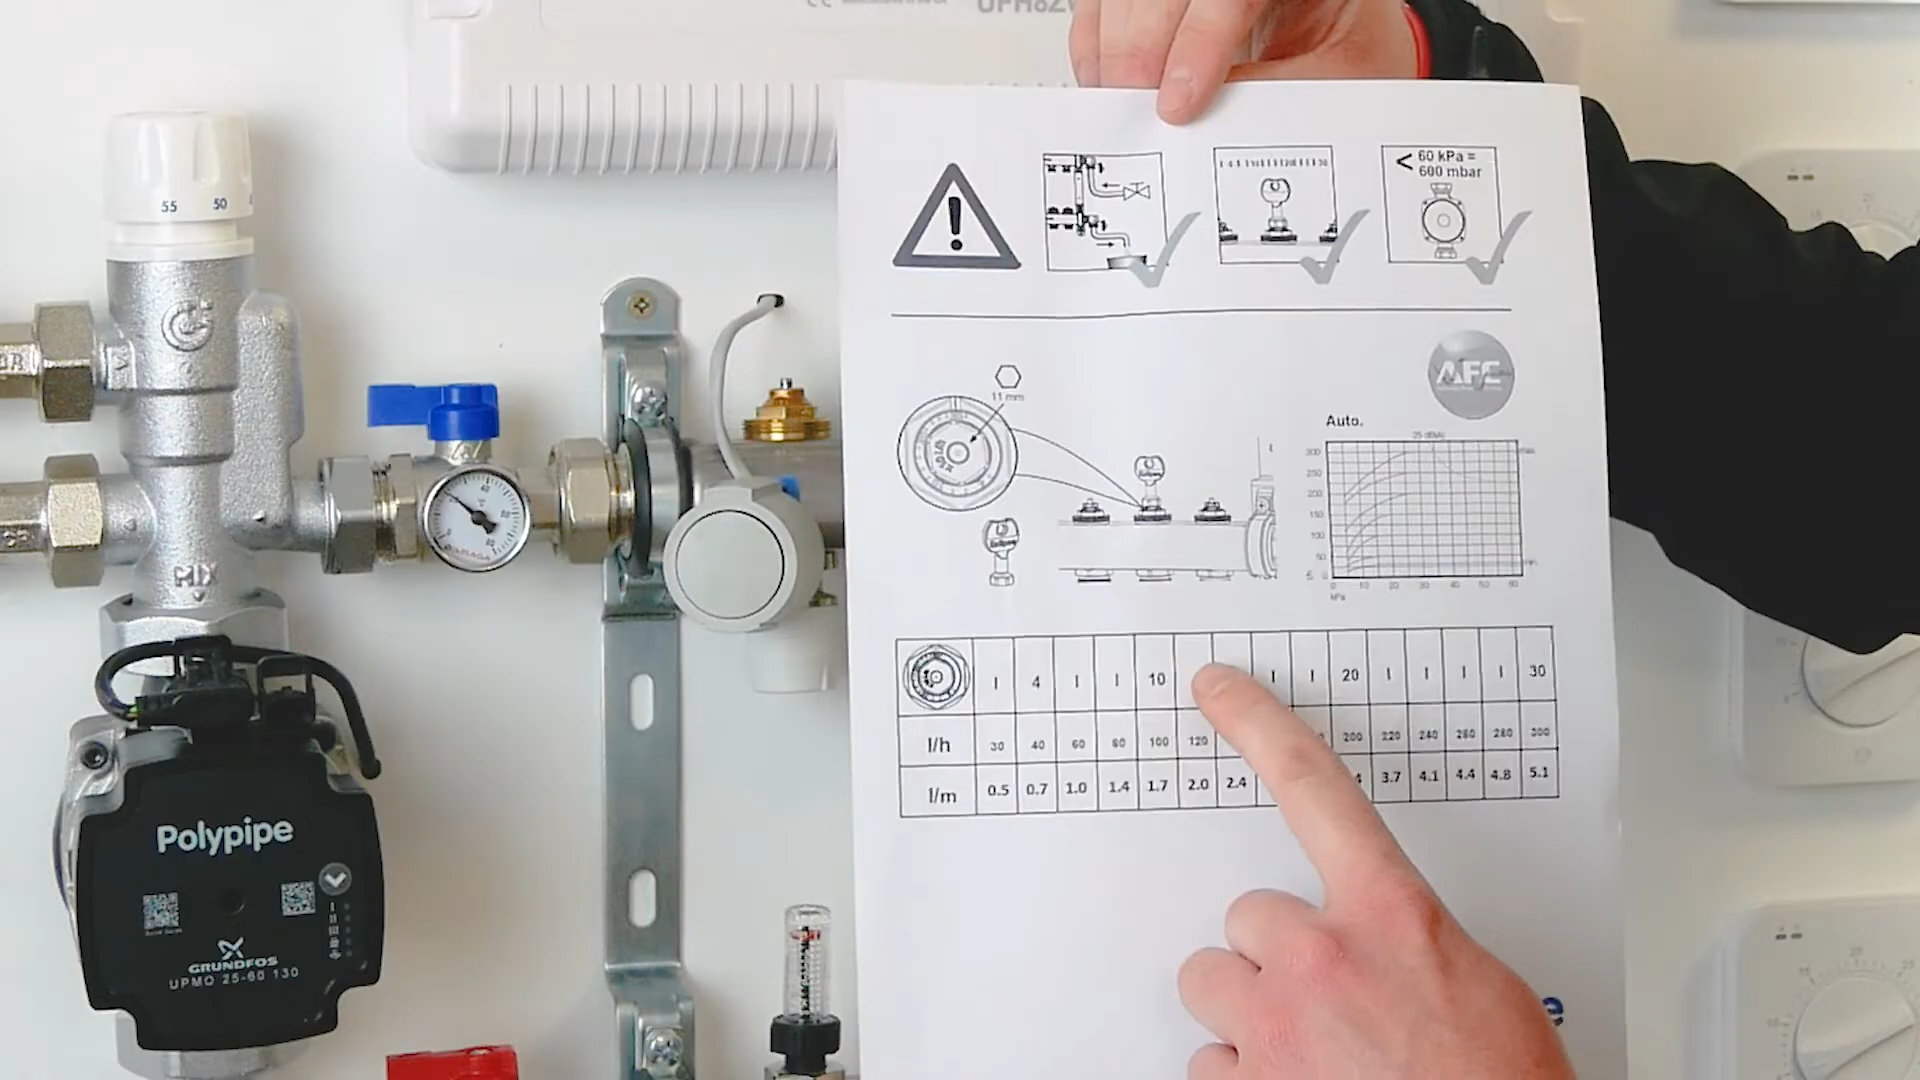 55 50
MIX
Polypipe
GRUNDFOS
UPMO 25-60 130
< 60 kPa =
600 mbar
11 mm
AFC
Auto.
25 dB(A)
300
250
200
150
100
50
0 10 20 30 40 50 60
kPa
I 4 I I 10 I I 20 I I I I 30
l/h 30 40 60 80 100 120 200 220 240 260 280 300
l/m 0.5 0.7 1.0 1.4 1.7 2.0 2.4 3.7 4.1 4.4 4.8 5.1